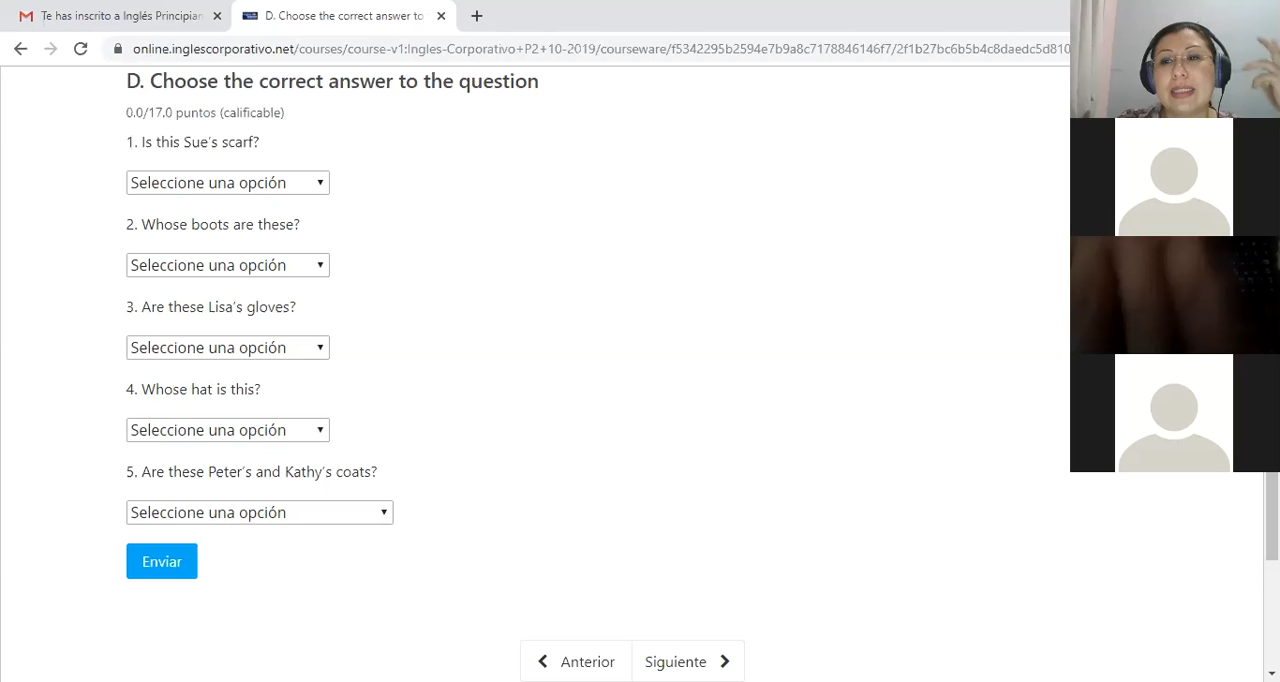 Te has inscrito a Inglés Principian
D. Choose the correct answer to
online.inglescorporativo.net/courses/course-v1:Ingles-Corporativo+P2+10-2019/courseware/f5342295b2594e7b9a8c7178846146f7/2f1b27bc6b5b4c8daedc5d810
D. Choose the correct answer to the question
0.0/17.0 puntos (calificable)
1. Is this Sue's scarf?
Seleccione una opción
2. Whose boots are these?
Seleccione una opción
3. Are these Lisa's gloves?
Seleccione una opción
4. Whose hat is this?
Seleccione una opción
5. Are these Peter's and Kathy's coats?
Seleccione una opción
Enviar
Anterior
Siguiente